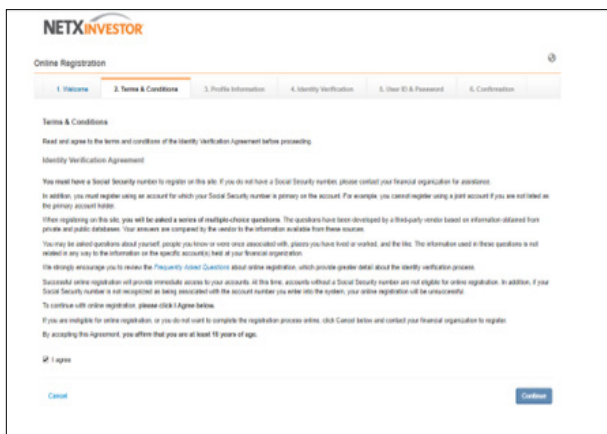 NETXINVESTOR
Online Registration
1. Welcome 2. Terms & Conditions 3. Profile Information 4. Identity Verification 5. User ID & Password 6. Confirmation
Terms & Conditions
Read and agree to the terms and conditions of the Identity Verification Agreement before proceeding.
Identity Verification Agreement
You must have a Social Security number to register on this site. If you do not have a Social Security number, please contact your financial organization for assistance.
In addition, you must register using an account for which your Social Security number is primary on the account. For example, you cannot register using a joint account if you are not listed as
the primary account holder.
When registering on this site, you will be asked a series of multiple-choice questions. The questions have been developed by a third-party vendor based on information obtained from
private and public databases. Your answers are compared by the vendor to the information available from these sources.
You may be asked questions about yourself, people you know or were once associated with, places you have lived or worked, and the like. The information used in these questions is not
related in any way to the information on the specific account(s) held at your financial organization.
We strongly encourage you to review the Frequently Asked Questions about online registration, which provide greater detail about the identity verification process.
Successful online registration will provide immediate access to your accounts. At this time, accounts without a Social Security number are not eligible for online registration. In addition, if your
Social Security number is not recognized as being associated with the account number you enter into the system, your online registration will be unsuccessful.
To continue with online registration, please click I Agree below.
If you are ineligible for online registration, or you do not want to complete the registration process online, click Cancel below and contact your financial organization to register.
By accepting this Agreement, you affirm that you are at least 18 years of age.
I agree
Cancel Continue